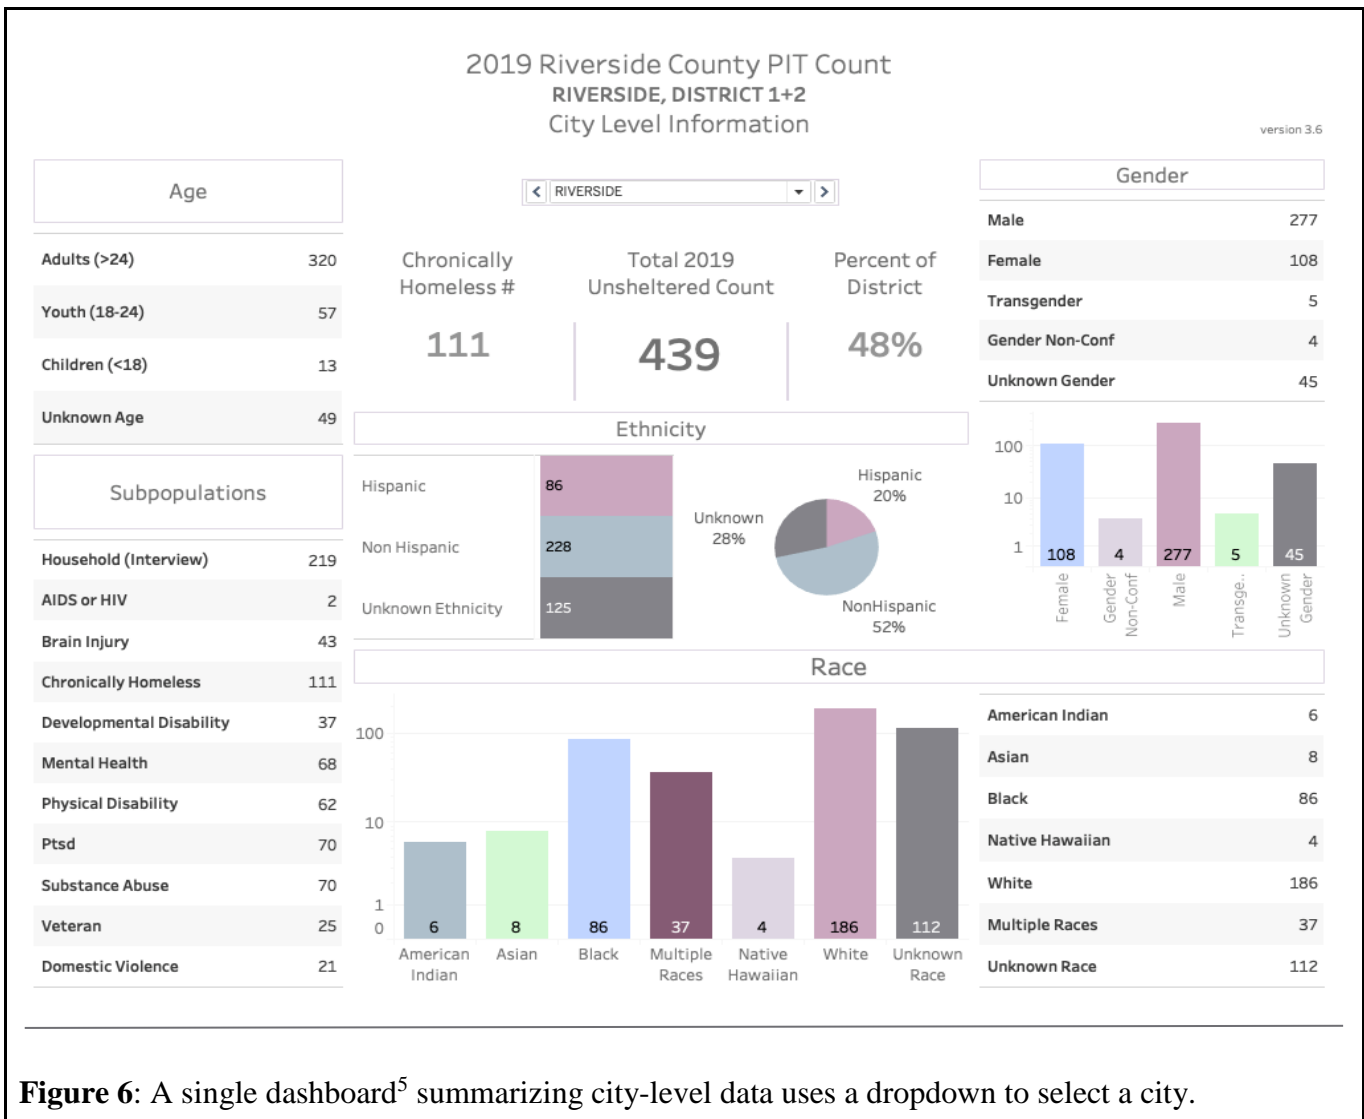 2019 Riverside County PIT Count
RIVERSIDE, DISTRICT 1+2
City Level Information
version 3.6
RIVERSIDE
Age
Adults (>24) 320
Youth (18-24) 57
Children (<18) 13
Unknown Age 49
Subpopulations
Household (Interview) 219
AIDS or HIV 2
Brain Injury 43
Chronically Homeless 111
Developmental Disability 37
Mental Health 68
Physical Disability 62
Ptsd 70
Substance Abuse 70
Veteran 25
Domestic Violence 21
Chronically
Homeless #
111
Total 2019
Unsheltered Count
439
Percent of
District
48%
Ethnicity
Hispanic 86
Non Hispanic 228
Unknown Ethnicity 125
Hispanic
20%
Unknown
28%
NonHispanic
52%
Gender
Male 277
Female 108
Transgender 5
Gender Non-Conf 4
Unknown Gender 45
100
10
1
108 4 277 5 45
Female
Gender
Non-Conf
Male
Transge..
Unknown
Gender
Race
100
10
1
0
6 8 86 37 4 186 112
American
Indian
Asian
Black
Multiple
Races
Native
Hawaiian
White
Unknown
Race
American Indian 6
Asian 8
Black 86
Native Hawaiian 4
White 186
Multiple Races 37
Unknown Race 112
Figure 6: A single dashboard5 summarizing city-level data uses a dropdown to select a city.